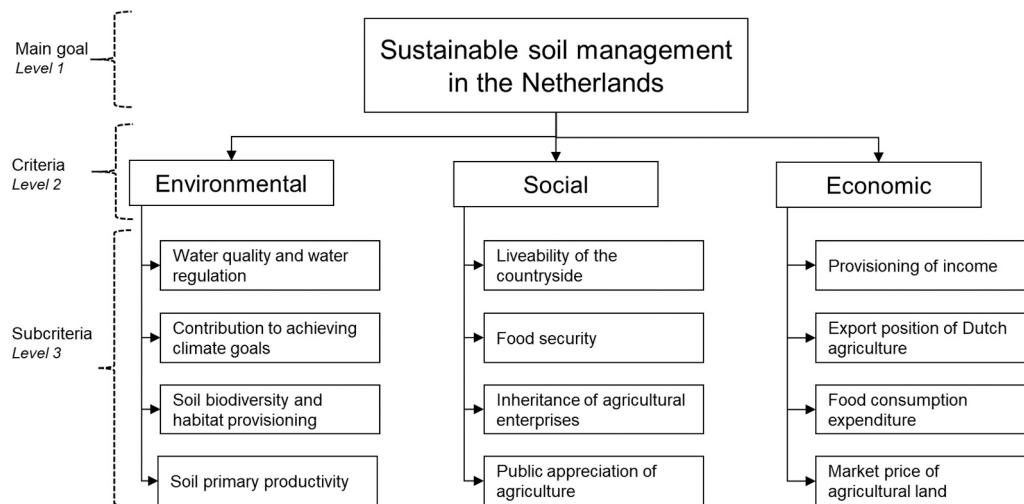 Main goal
Level 1
Sustainable soil management
in the Netherlands
Criteria
Level 2
Environmental
Social
Economic
Subcriteria
Level 3
Water quality and water
regulation
Contribution to achieving
climate goals
Soil biodiversity and
habitat provisioning
Soil primary productivity
Liveability of the
countryside
Food security
Inheritance of agricultural
enterprises
Public appreciation of
agriculture
Provisioning of income
Export position of Dutch
agriculture
Food consumption
expenditure
Market price of
agricultural land